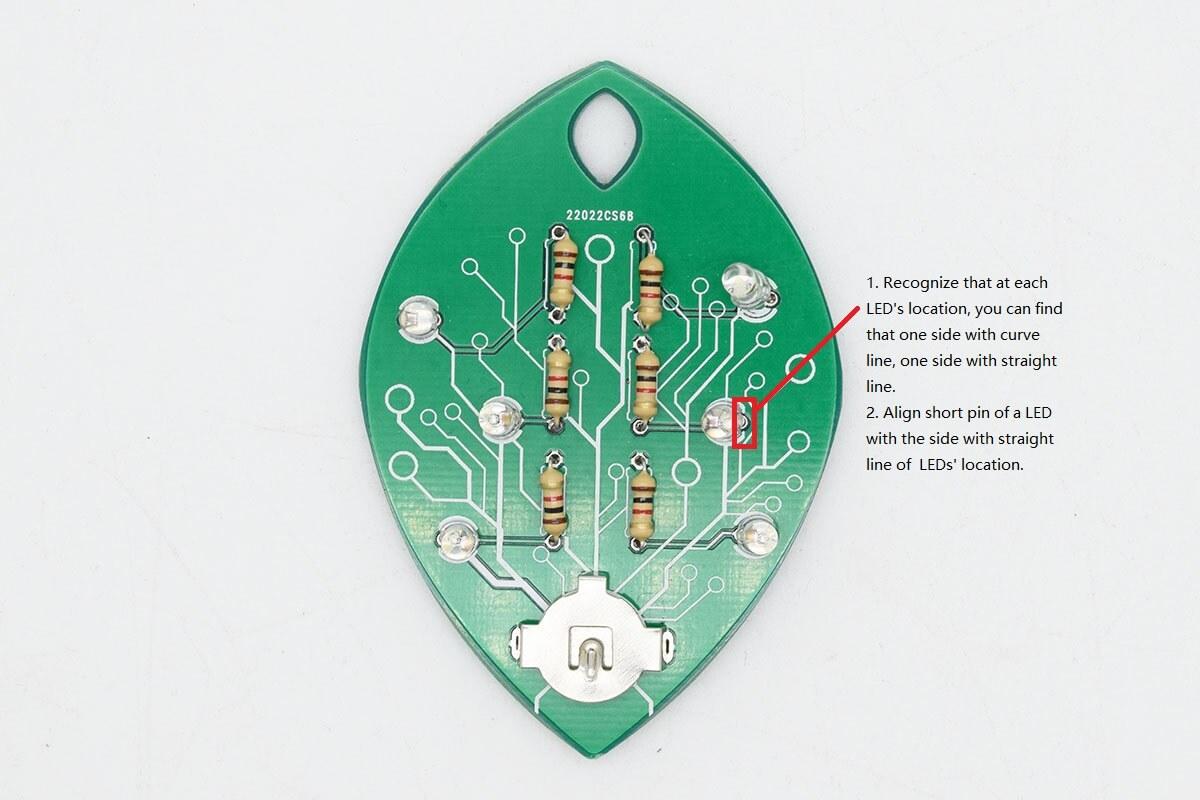 22022CS6B
1. Recognize that at each
LED's location, you can find
that one side with curve
line, one side with straight
line.
2. Align short pin of a LED
with the side with straight
line of LEDs' location.